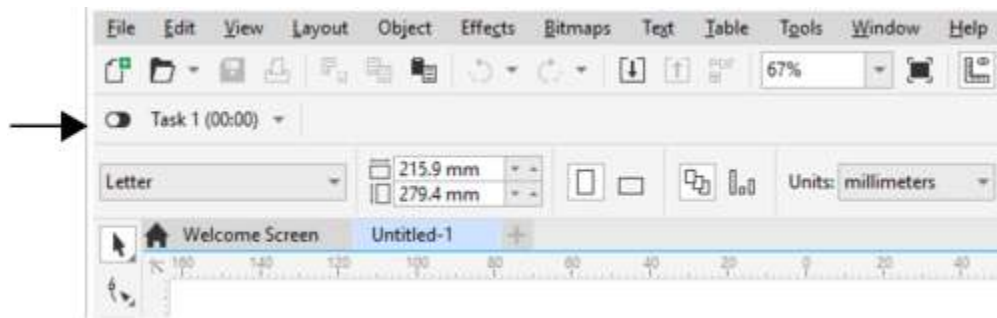 File Edit View Layout Object Effects Bitmaps Text Table Tools Window Help
PDF 67%
Task 1 (00:00)
Letter 215.9 mm Units: millimeters
279.4 mm
Welcome Screen Untitled-1
160 140 120 100 80 60 40 20 0 20 40